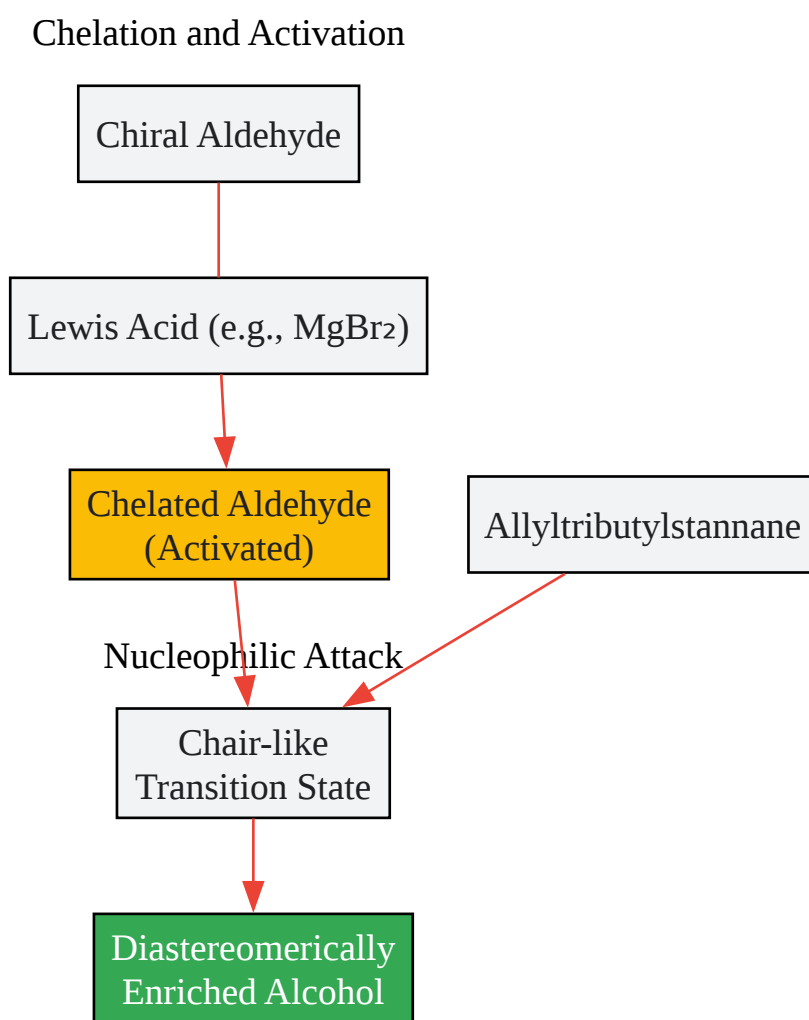 Chelation and Activation
Chiral Aldehyde
Lewis Acid (e.g., MgBr₂)
Chelated Aldehyde
(Activated)
Allyltributylstannane
Nucleophilic Attack
Chair-like
Transition State
Diastereomerically
Enriched Alcohol